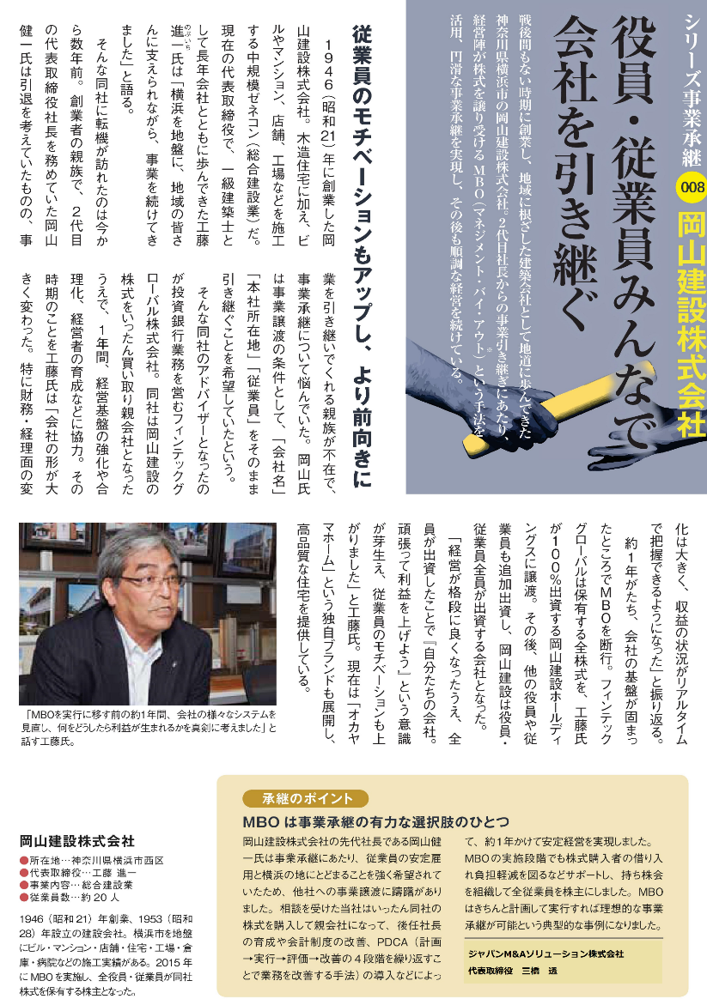 シリーズ事業承継 008 岡山建設株式会社
役員・従業員みんなで
会社を引き継ぐ
戦後間もない時期に創業し、地域に根ざした建築会社として地道に歩んできた
神奈川県横浜市の岡山建設株式会社。2代目社長からの事業引き継ぎにあたり、
経営陣が株式を譲り受けるMBO(マネジメント・バイ・アウト)という手法を
活用、円滑な事業承継を実現し、その後も順調な経営を続けている。
従業員のモチベーションもアップし、より前向きに
1946(昭和21)年に創業した岡
山建設株式会社。木造住宅に加え、ビ
ルやマンション、店舗、工場などを施工
する中規模ゼネコン(総合建設業)だ。
現在の代表取締役で、一級建築士と
して長年会社とともに歩んできた工藤
進一氏は「横浜を地盤に、地域の皆さ
のぶいち
んに支えられながら、事業を続けてき
ました」と語る。
そんな同社に転機が訪れたのは今か
ら数年前。創業者の親族で、2代目
の代表取締役社長を務めていた岡山
健一氏は引退を考えていたものの、事
業を引き継いでくれる親族が不在で、
事業承継について悩んでいた。岡山氏
は事業譲渡の条件として、「会社名」
「本社所在地」「従業員」をそのまま
引き継ぐことを希望していたという。
そんな同社のアドバイザーとなったの
が投資銀行業務を営むフィンテックグ
ローバル株式会社。同社は岡山建設の
株式をいったん買い取り親会社となった
うえで、1年間、経営基盤の強化や合
理化、経営者の育成などに協力。その
時期のことを工藤氏は「会社の形が大
きく変わった。特に財務・経理面の変
化は大きく、収益の状況がリアルタイム
で把握できるようになった」と振り返る。
約1年がたち、会社の基盤が固まっ
たところでMBOを断行。フィンテック
グローバルは保有する全株式を、工藤氏
が100%出資する岡山建設ホールディ
ングスに譲渡。その後、他の役員や従
業員も追加出資し、岡山建設は役員・
従業員全員が出資する会社となった。
「経営が格段に良くなったうえ、全
員が出資したことで『自分たちの会社。
頑張って利益を上げよう』という意識
が芽生え、従業員のモチベーションも上
がりました」と工藤氏。現在は「オカヤ
マホーム」という独自ブランドも展開し、
高品質な住宅を提供している。
「MBOを実行に移す前の約1年間、会社の様々なシステムを
見直し、何をどうしたら利益が生まれるかを真剣に考えました」と
話す工藤氏。
岡山建設株式会社
●所在地…神奈川県横浜市西区
●代表取締役…工藤 進一
●事業内容…総合建設業
●従業員数…約20人
1946(昭和21)年創業、1953(昭和
28)年設立の建設会社。横浜市を地盤
にビル・マンション・店舗・住宅・工場・倉
庫・病院などの施工実績がある。2015年
にMBOを実施し、全役員・従業員が同社
株式を保有する株主となった。
承継のポイント
MBOは事業承継の有力な選択肢のひとつ
岡山建設株式会社の先代社長である岡山健
一氏は事業承継にあたり、従業員の安定雇
用と横浜の地にとどまることを強く希望されて
いたため、他社への事業譲渡に躊躇があり
ました。相談を受けた当社はいったん同社の
株式を購入して親会社になって、後任社長
の育成や会計制度の改善、PDCA(計画
→実行→評価→改善の4段階を繰り返すこ
とで業務を改善する手法)の導入などによっ
て、約1年かけて安定経営を実現しました。
MBOの実施段階でも株式購入者の借り入
れ負担軽減を図るなどサポートし、持ち株会
を組織して全従業員を株主にしました。MBO
はきちんと計画して実行すれば理想的な事業
承継が可能という典型的な事例になりました。
ジャパンM&Aソリューション株式会社
代表取締役 三橋 透